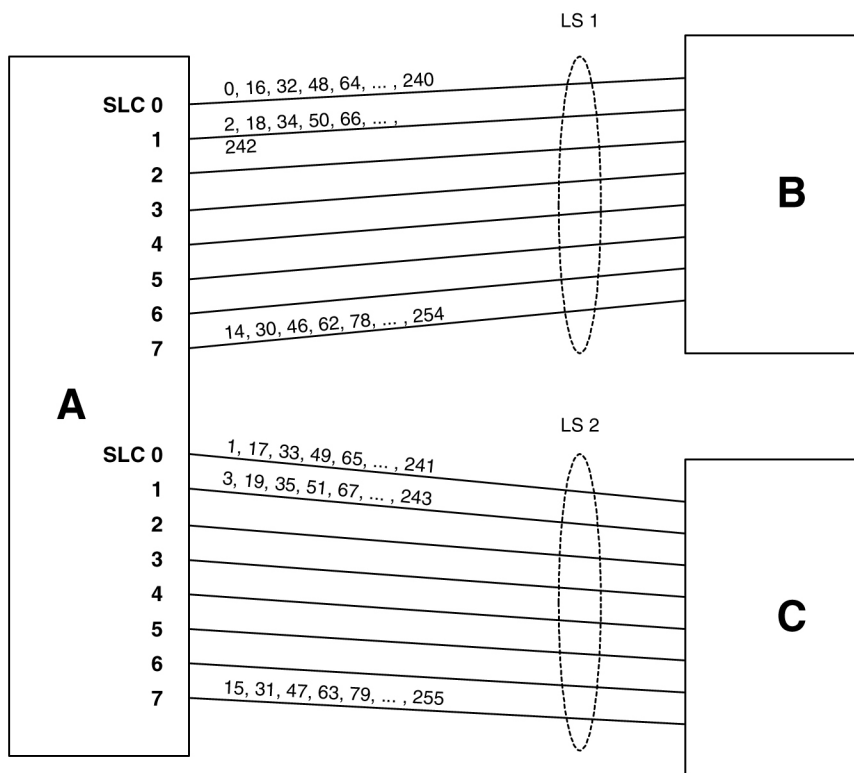 LS 1
SLC 0
0, 16, 32, 48, 64, ... , 240
1
2, 18, 34, 50, 66, ... ,
242
2
3
4
5
6
7
14, 30, 46, 62, 78, ... , 254
B
A
LS 2
SLC 0
1, 17, 33, 49, 65, ... , 241
1
3, 19, 35, 51, 67, ... , 243
2
3
4
5
6
7
15, 31, 47, 63, 79, ... , 255
C